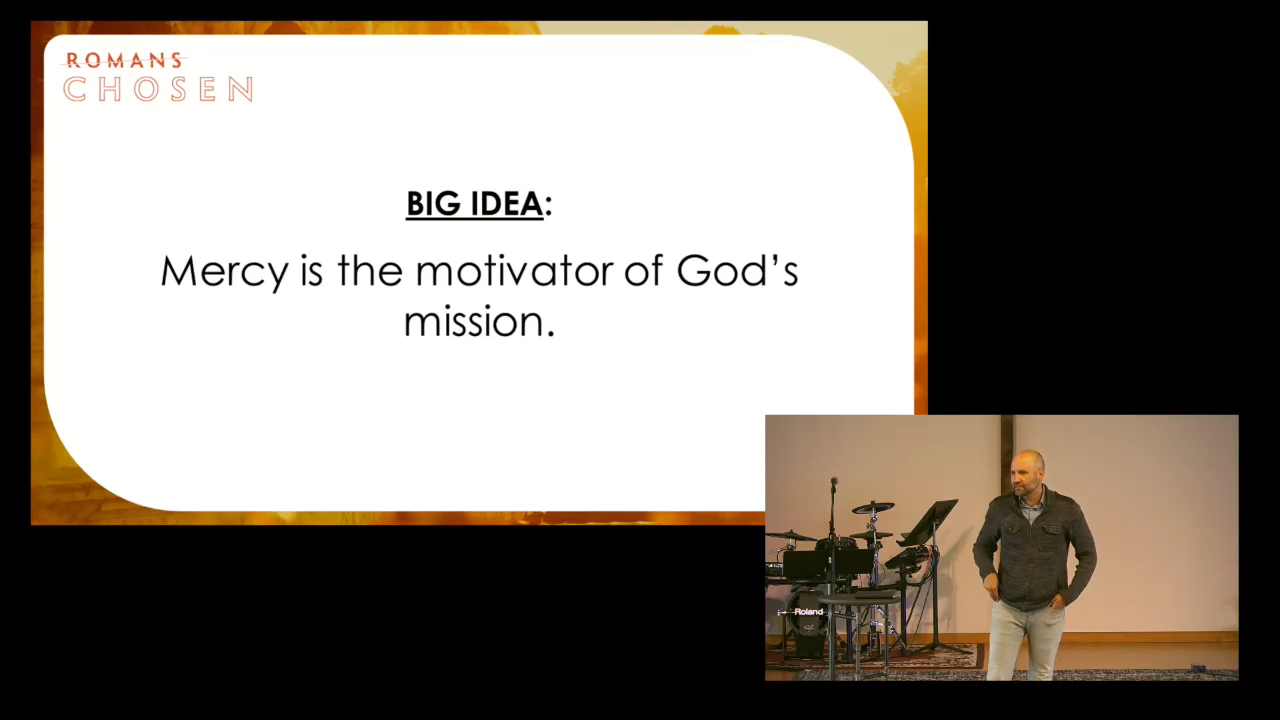 ROMANS
CHOSEN
BIG IDEA:
Mercy is the motivator of God’s
mission.
Roland